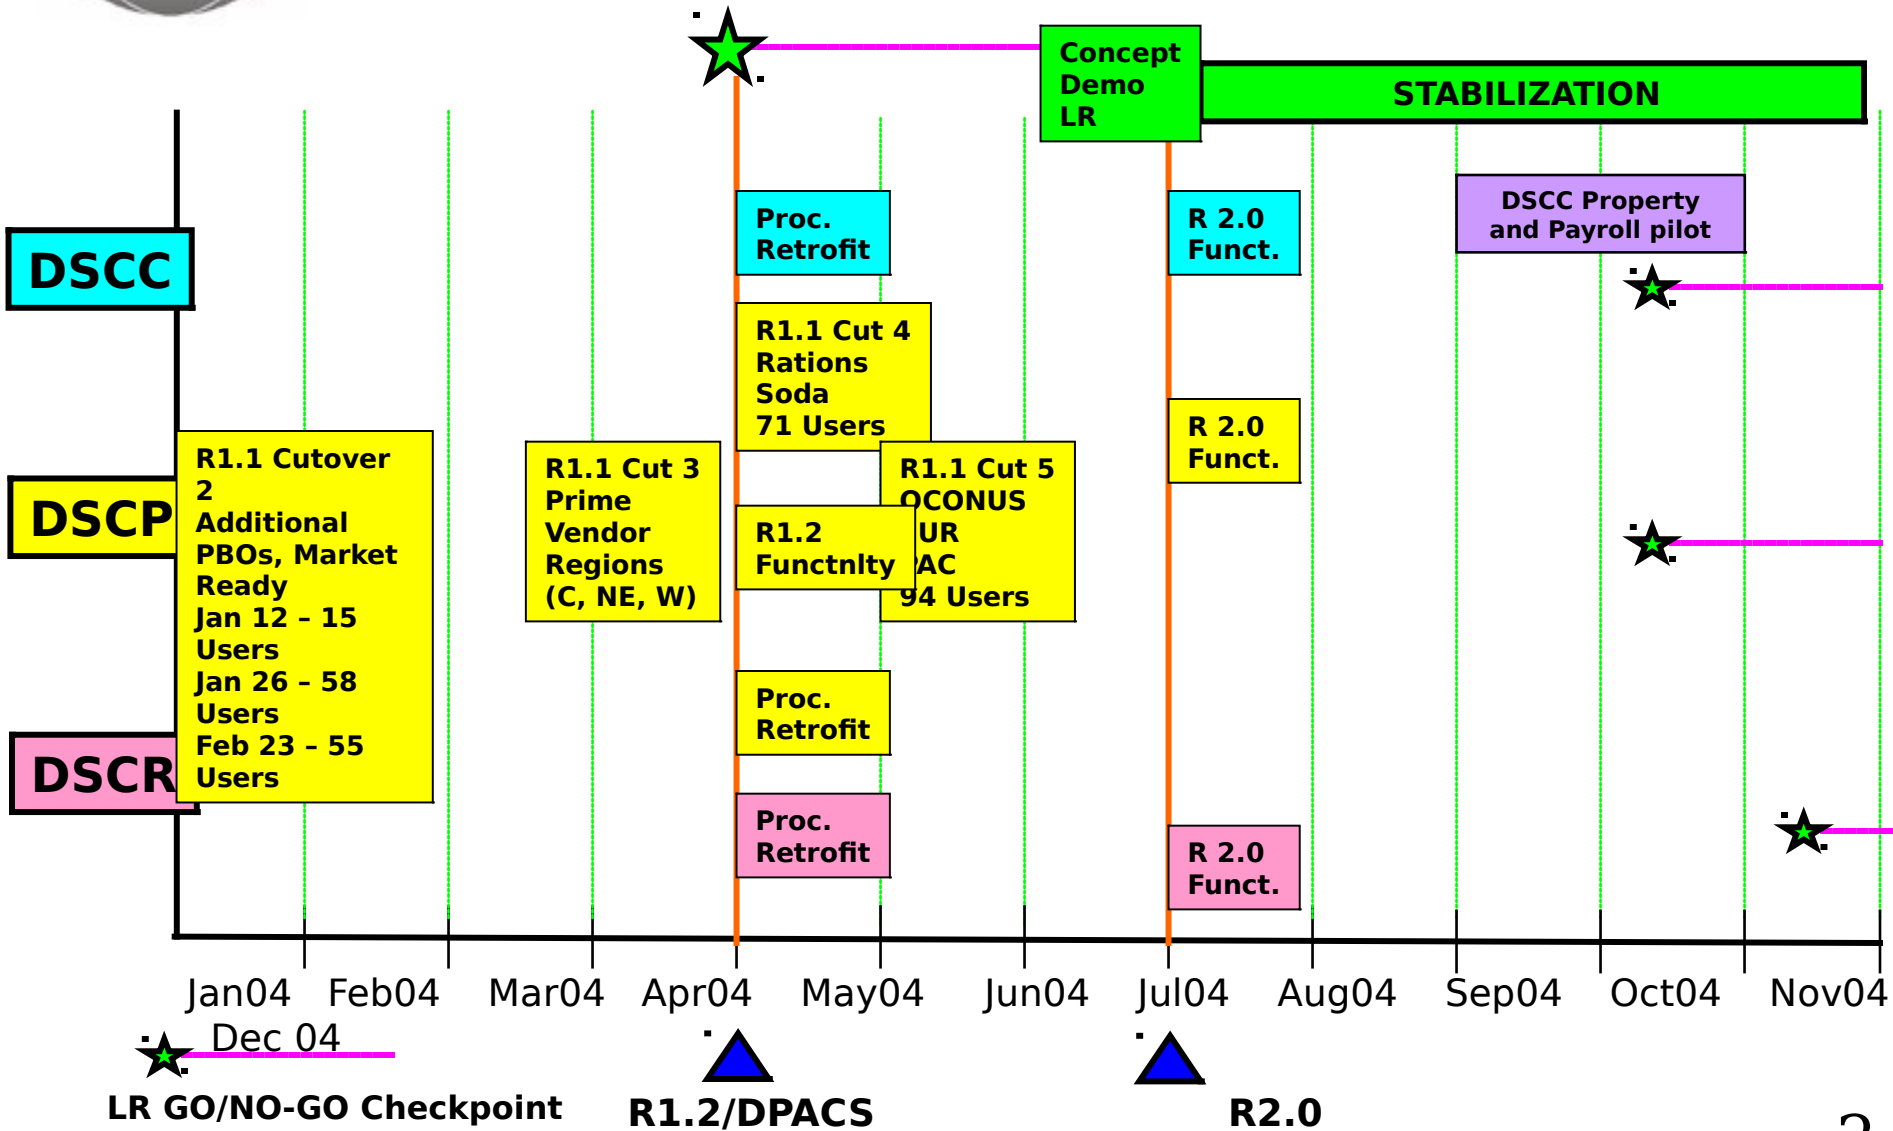 Concept
Demo
LR
STABILIZATION
DSCC
Proc.
Retrofit
R 2.0
Funct.
DSCC Property
and Payroll pilot
R1.1 Cut 4
Rations
Soda
71 Users
DSCP
R1.1 Cutover
2
Additional
PBOs, Market
Ready
Jan 12 – 15
Users
Jan 26 – 58
Users
Feb 23 – 55
Users
R1.1 Cut 3
Prime
Vendor
Regions
(C, NE, W)
R1.2
Functnlty
R1.1 Cut 5
OCONUS
UR
AC
94 Users
R 2.0
Funct.
Proc.
Retrofit
DSCR
Proc.
Retrofit
R 2.0
Funct.
Jan04 Feb04 Mar04 Apr04 May04 Jun04 Jul04 Aug04 Sep04 Oct04 Nov04
Dec 04
LR GO/NO-GO Checkpoint
R1.2/DPACS
R2.0